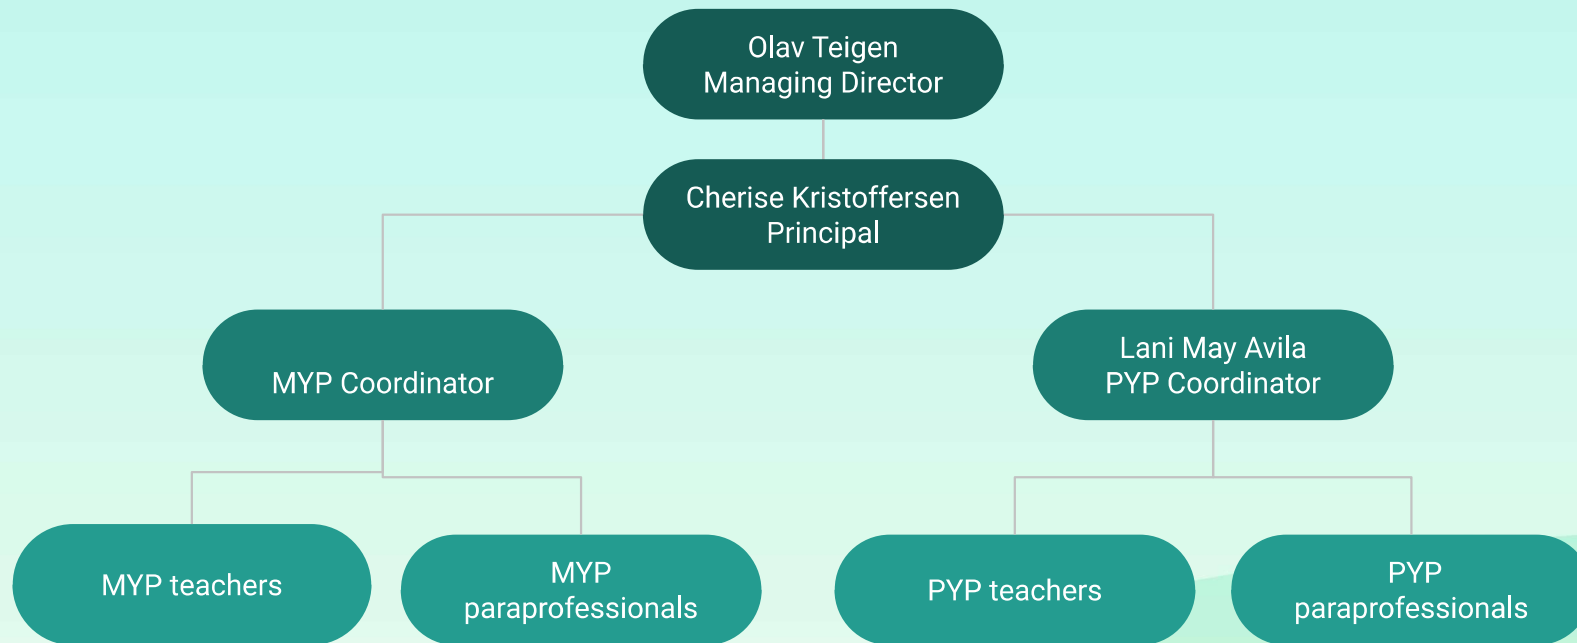 Olav Teigen
Managing Director
Cherise Kristoffersen
Principal
MYP Coordinator
Lani May Avila
PYP Coordinator
MYP teachers
MYP
paraprofessionals
PYP teachers
PYP
paraprofessionals